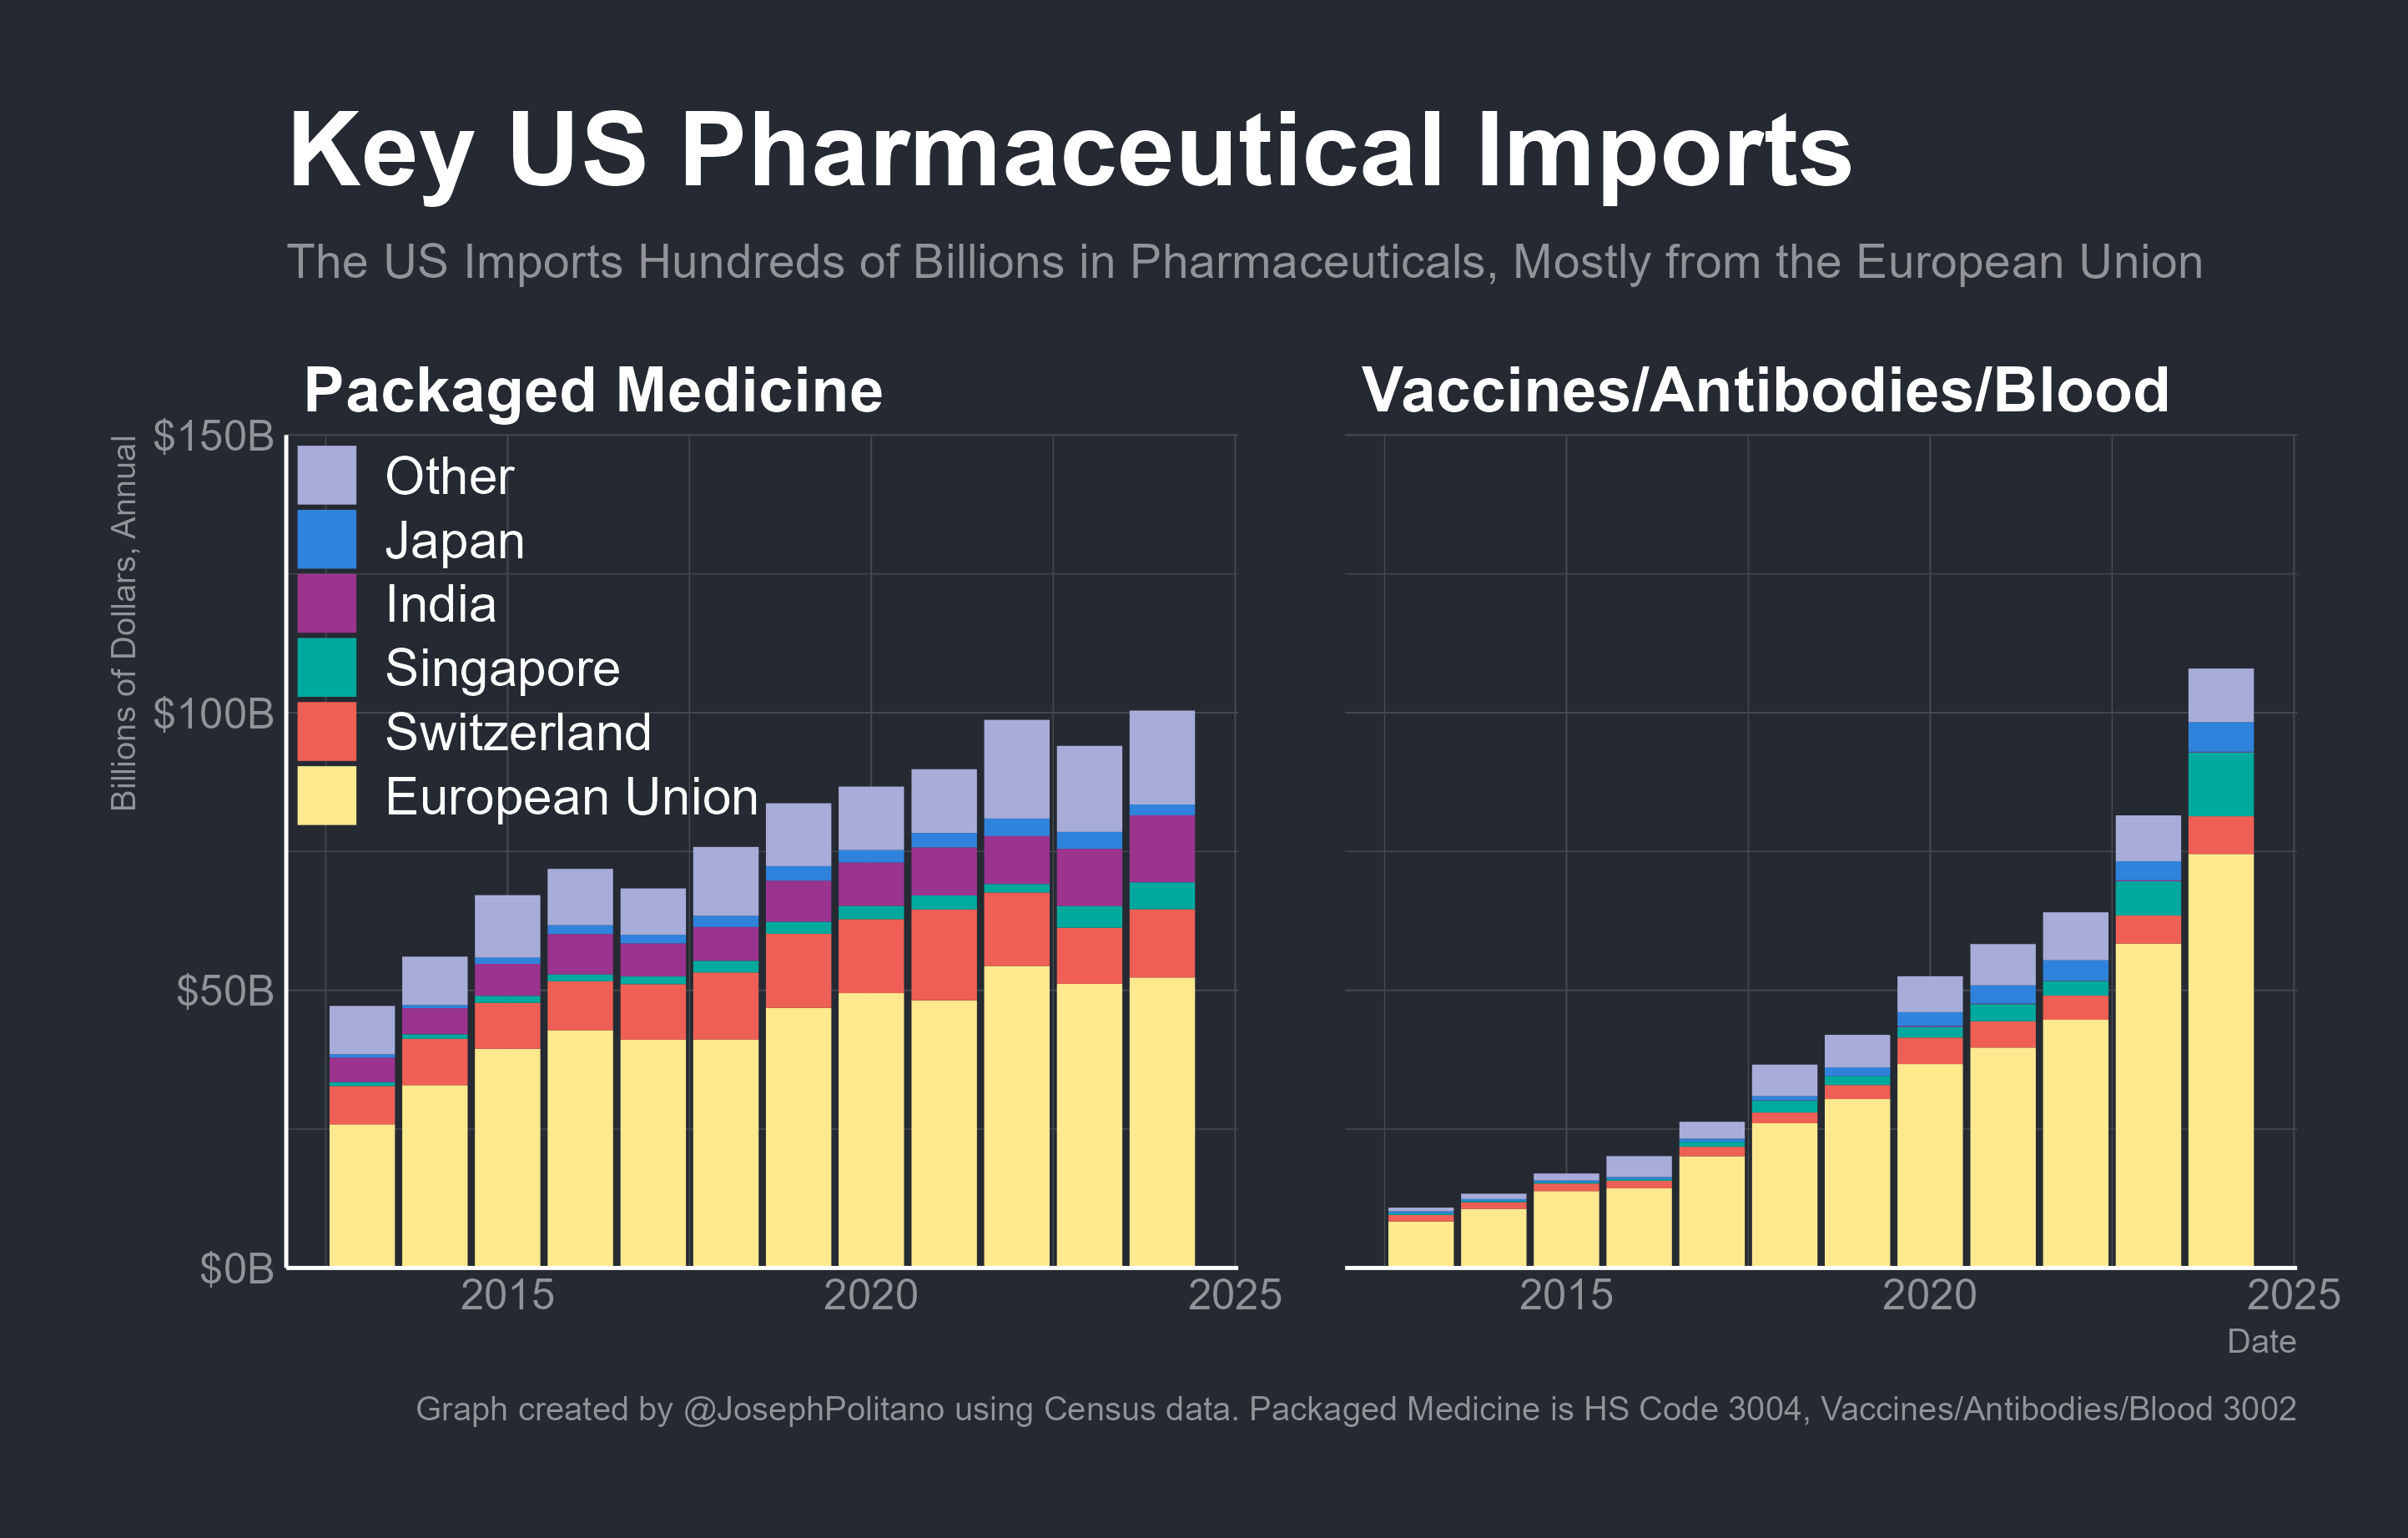 Key US Pharmaceutical Imports
The US Imports Hundreds of Billions in Pharmaceuticals, Mostly from the European Union
Packaged Medicine
Vaccines/Antibodies/Blood
Billions of Dollars, Annual
$150B
$100B
$50B
$0B
Other
Japan
India
Singapore
Switzerland
European Union
2015 2020 2025
2015 2020 2025
Date
Graph created by @JosephPolitano using Census data. Packaged Medicine is HS Code 3004, Vaccines/Antibodies/Blood 3002